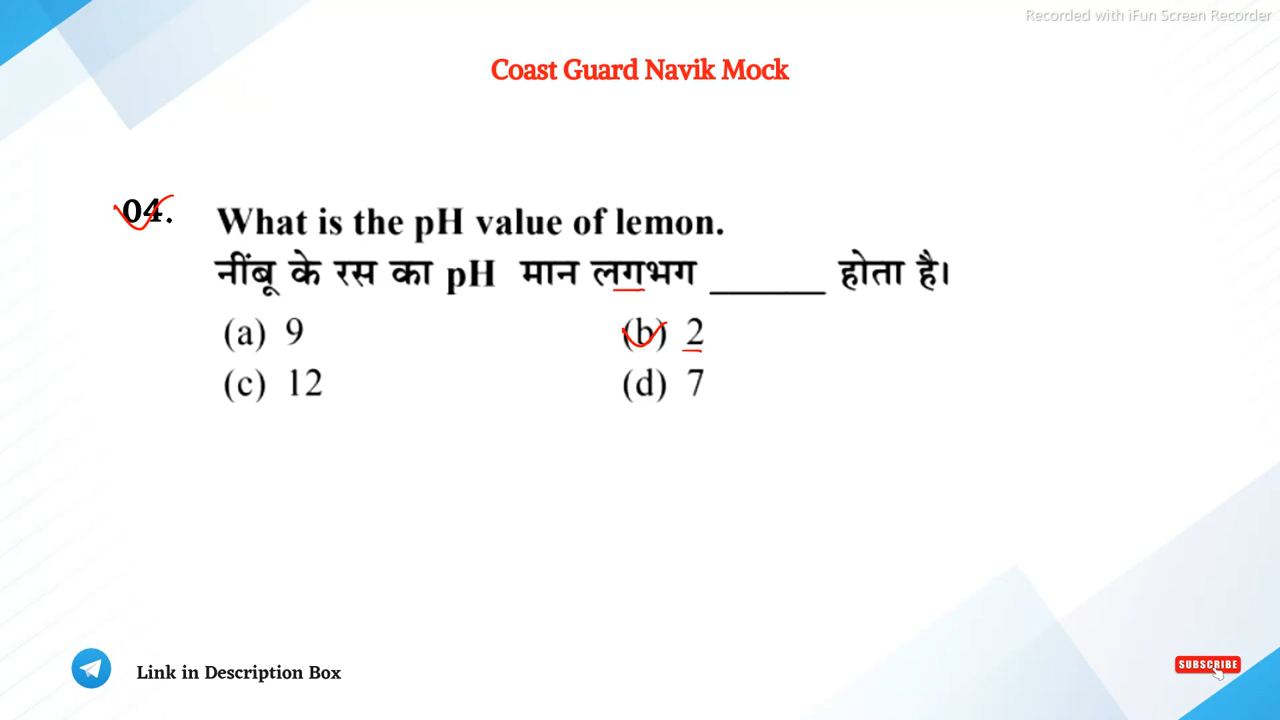 Recorded with iFun Screen Recorder
Coast Guard Navik Mock
04. What is the pH value of lemon.
नींबू के रस का pH मान लगभग ______ होता है।
(a) 9 (b) 2
(c) 12 (d) 7
Link in Description Box
SUBSCRIBE